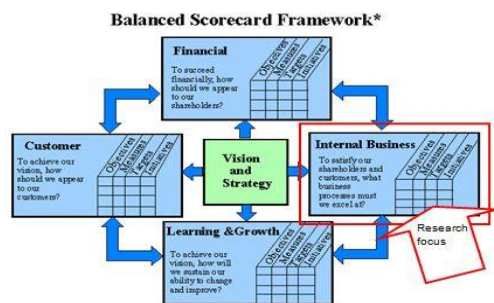 Balanced Scorecard Framework*
Financial
To succeed
financially, how
should we appear
to our
shareholders?
Objectives
Measures
Targets
Initiatives
Customer
To achieve our
vision, how
should we
appear to our
customers?
Objectives
Measures
Targets
Initiatives
Vision
and
Strategy
Internal Business
To satisfy our
shareholders and
customers, what
business
processes must
we excel at?
Objectives
Measures
Targets
Initiatives
Learning &Growth
To achieve our
vision, how will
we sustain our
ability to change
and improve?
Objectives
Measures
Targets
Initiatives
Research
focus